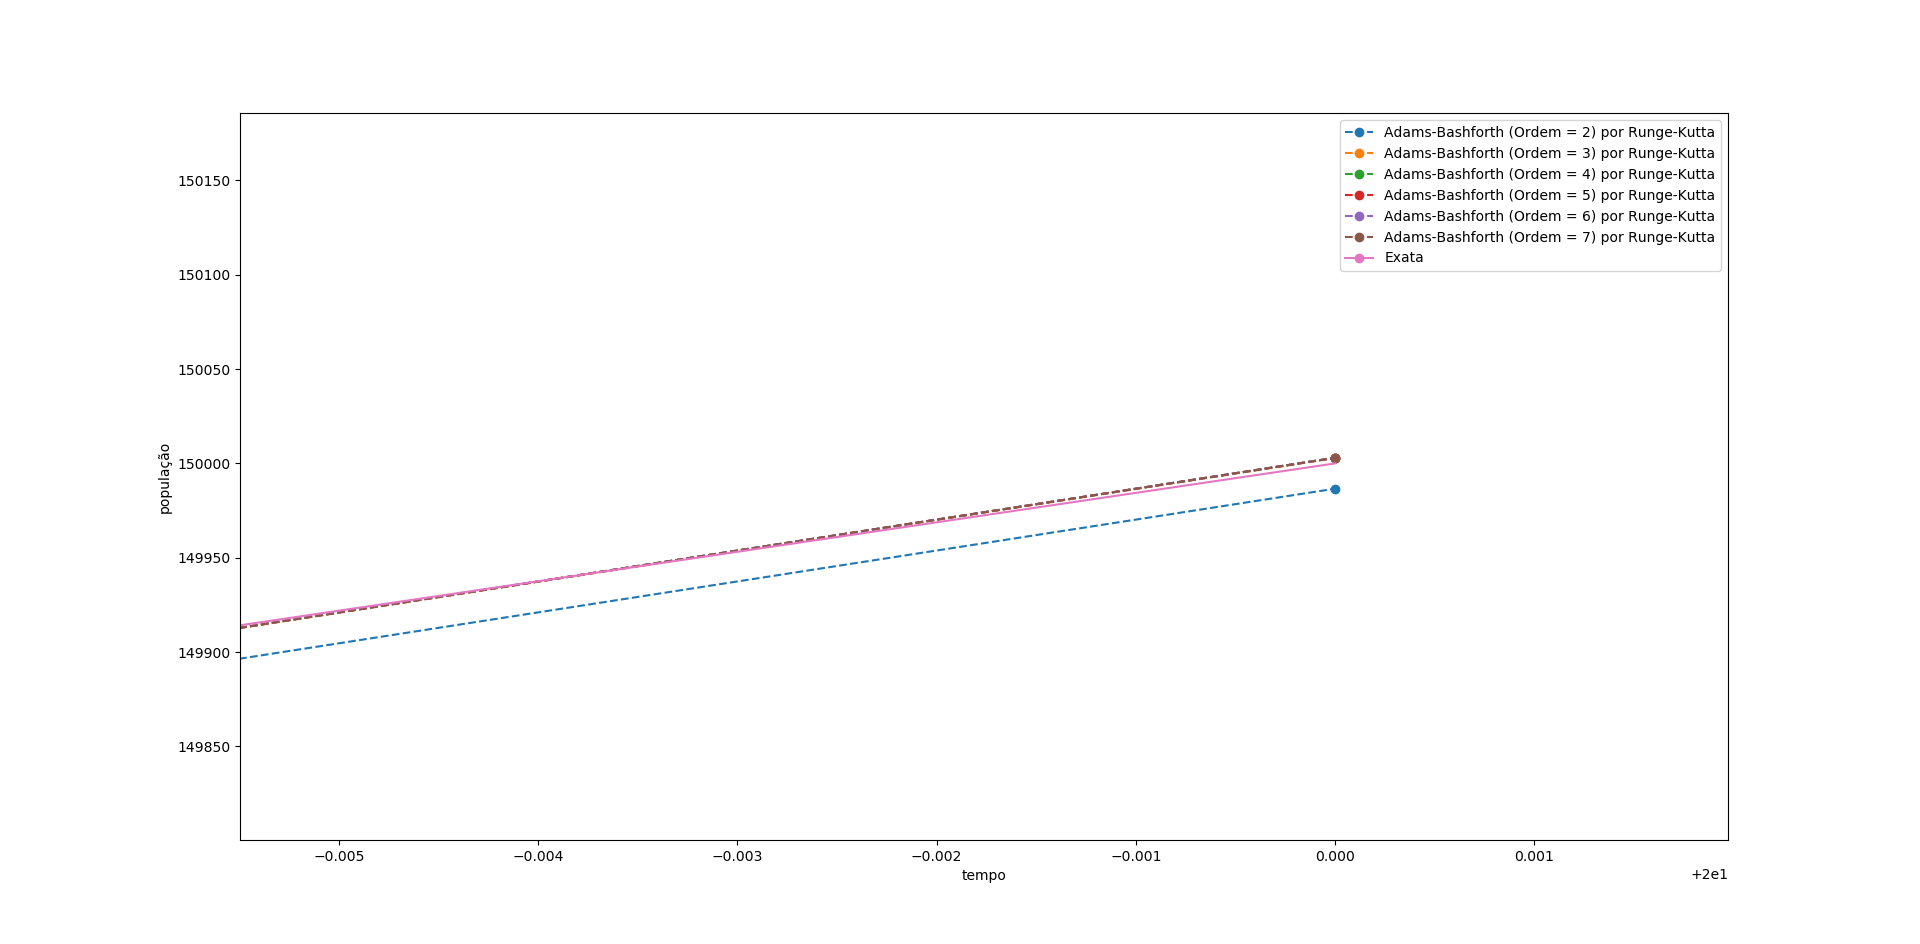 Adams-Bashforth (Ordem = 2) por Runge-Kutta
Adams-Bashforth (Ordem = 3) por Runge-Kutta
Adams-Bashforth (Ordem = 4) por Runge-Kutta
Adams-Bashforth (Ordem = 5) por Runge-Kutta
Adams-Bashforth (Ordem = 6) por Runge-Kutta
Adams-Bashforth (Ordem = 7) por Runge-Kutta
Exata
população
150150
150100
150050
150000
149950
149900
149850
−0.005 −0.004 −0.003 −0.002 −0.001 0.000 0.001
tempo
+2e1